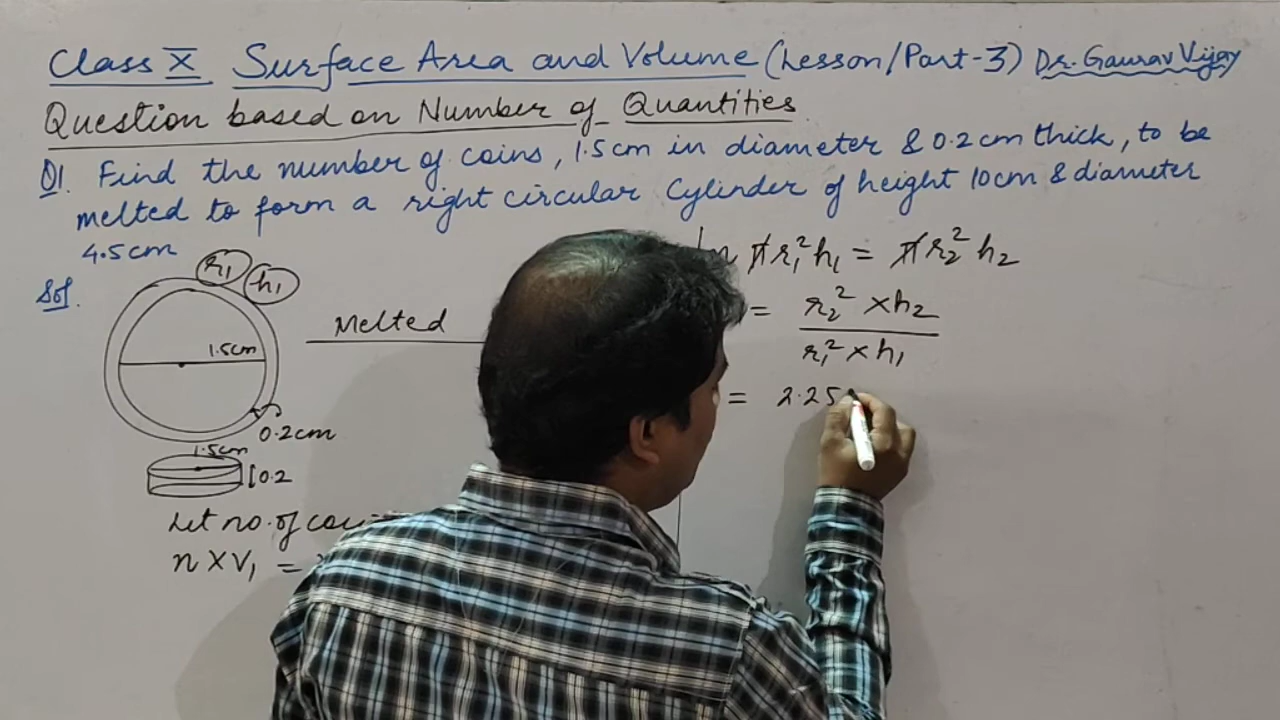 Class X Surface Area and Volume (Lesson/Part-3) Dr. Gaurav Vijay
Question based on Number of Quantities
Q1. Find the number of coins, 1.5cm in diameter & 0.2cm thick, to be
melted to form a right circular cylinder of height 10cm & diameter
4.5cm
Sol.
r₁ h₁
1.5cm
0.2cm
1.5cm
0.2
Melted
Let no. of
n × V₁ =
πr₁²h₁ = πr₂²h₂
= r₂² × h₂
r₁² × h₁
= 2.25